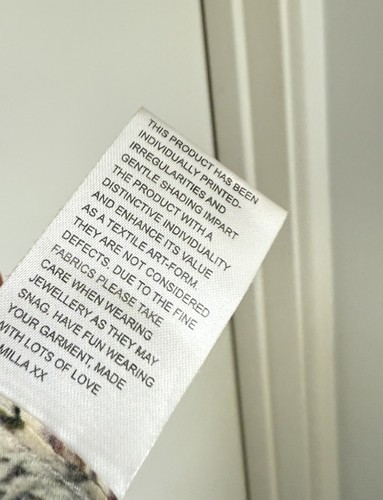 THIS PRODUCT HAS BEEN
INDIVIDUALLY PRINTED-
IRREGULARITIES AND
GENTLE SHADING IMPART
THE PRODUCT WITH A
DISTINCTIVE INDIVIDUALITY
AND ENHANCE ITS VALUE
AS A TEXTILE ART-FORM.
THEY ARE NOT CONSIDERED
DEFECTS. DUE TO THE FINE
FABRICS PLEASE TAKE
CARE WHEN WEARING
JEWELLERY AS THEY MAY
SNAG. HAVE FUN WEARING
YOUR GARMENT, MADE
WITH LOTS OF LOVE
MILLA XX